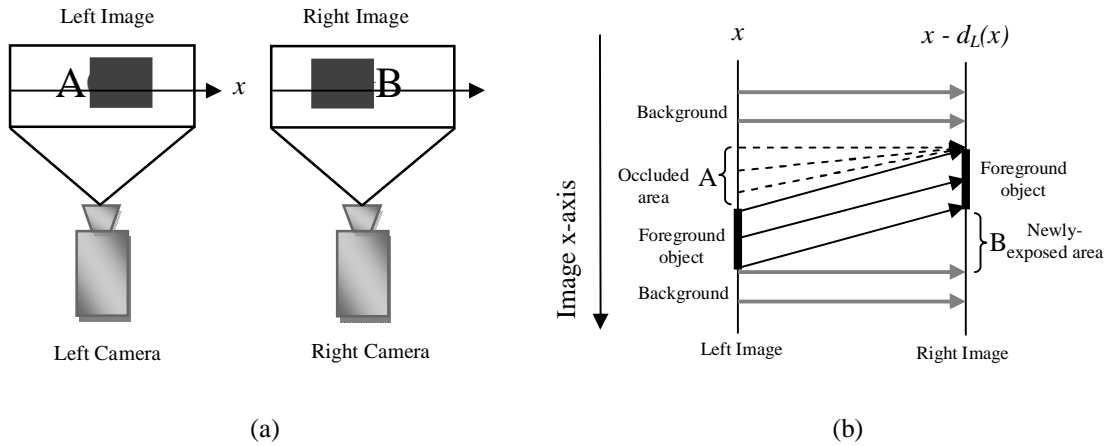 Left Image
Right Image
A
x
B
Left Camera
Right Camera
(a)
x
x - d_L(x)
Image x-axis
Background
Occluded
area
A
Foreground
object
Background
Foreground
object
B
Newly-
exposed area
Left Image
Right Image
(b)